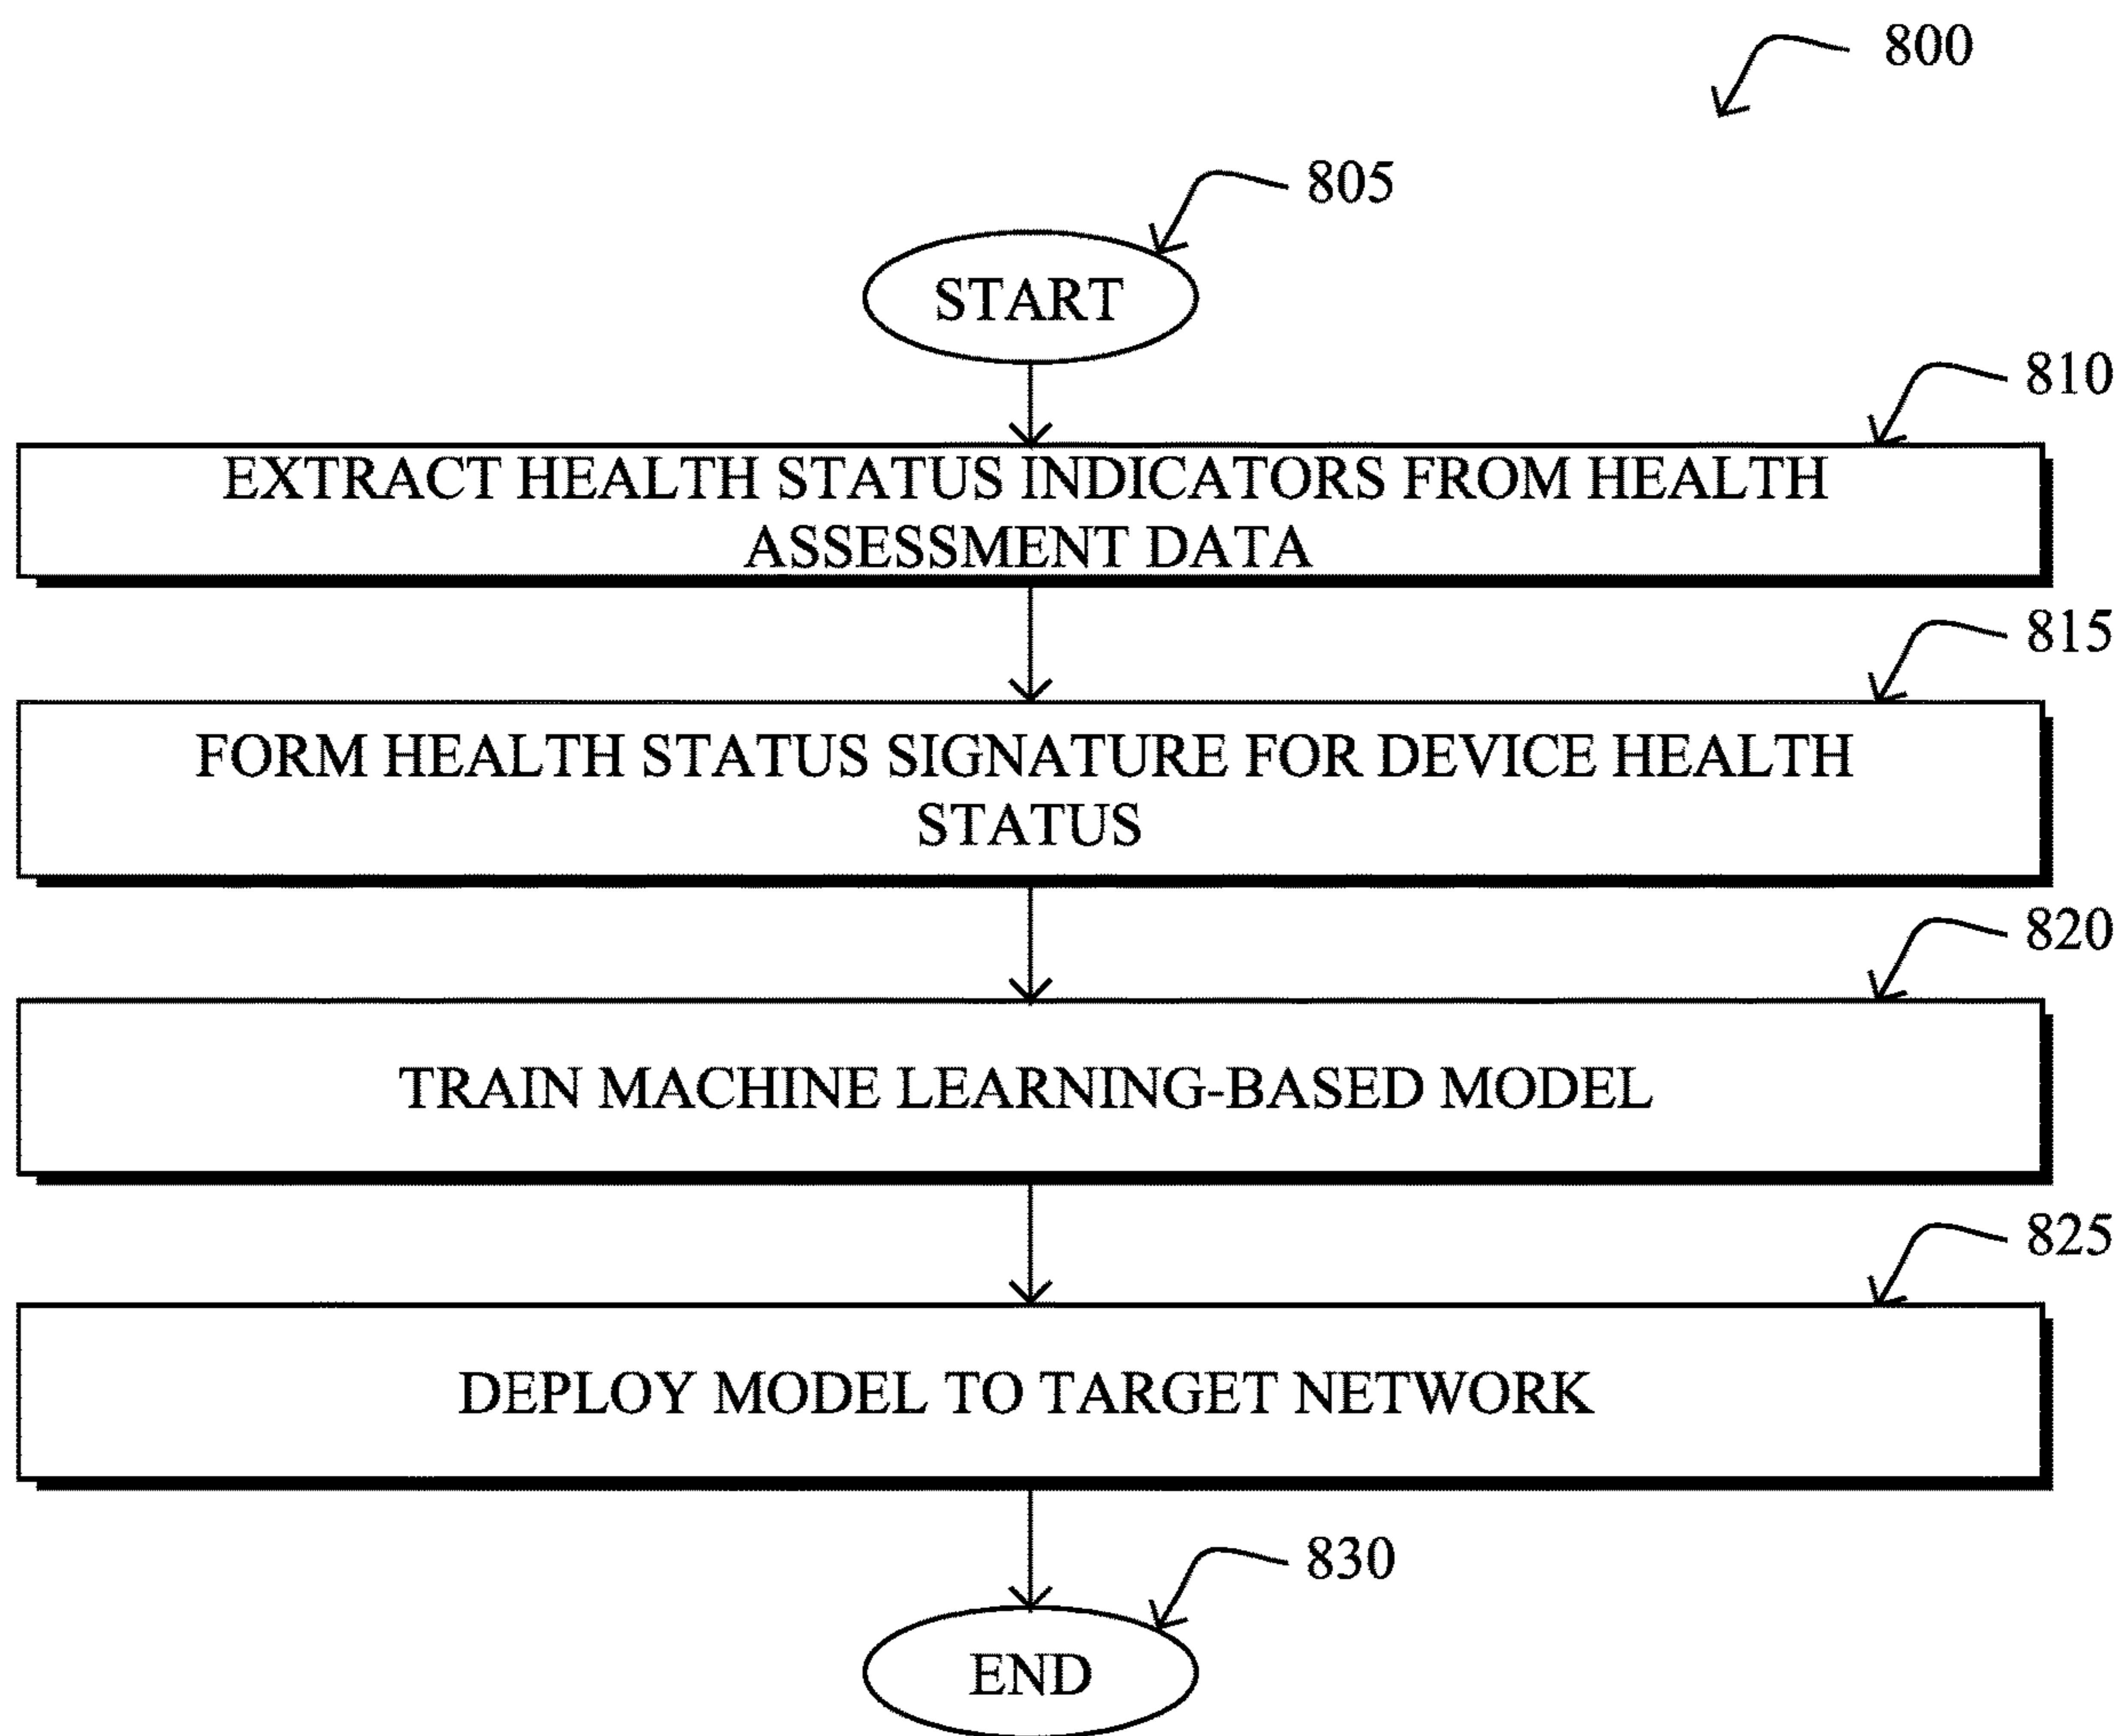 800
805
START
810
EXTRACT HEALTH STATUS INDICATORS FROM HEALTH
ASSESSMENT DATA
815
FORM HEALTH STATUS SIGNATURE FOR DEVICE HEALTH
STATUS
820
TRAIN MACHINE LEARNING-BASED MODEL
825
DEPLOY MODEL TO TARGET NETWORK
830
END